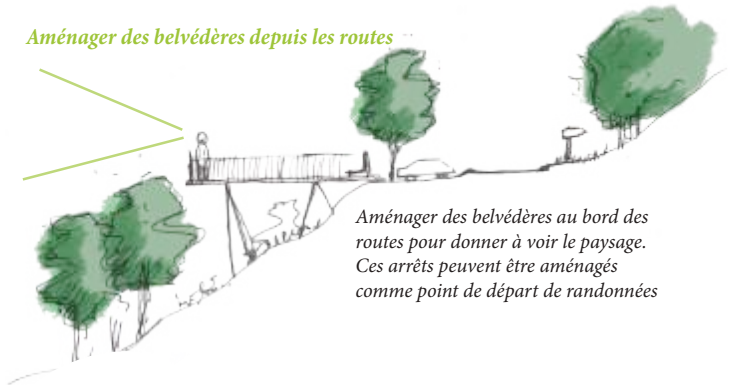 Aménager des belvédères depuis les routes
Aménager des belvédères au bord des
routes pour donner à voir le paysage.
Ces arrêts peuvent être aménagés
comme point de départ de randonnées